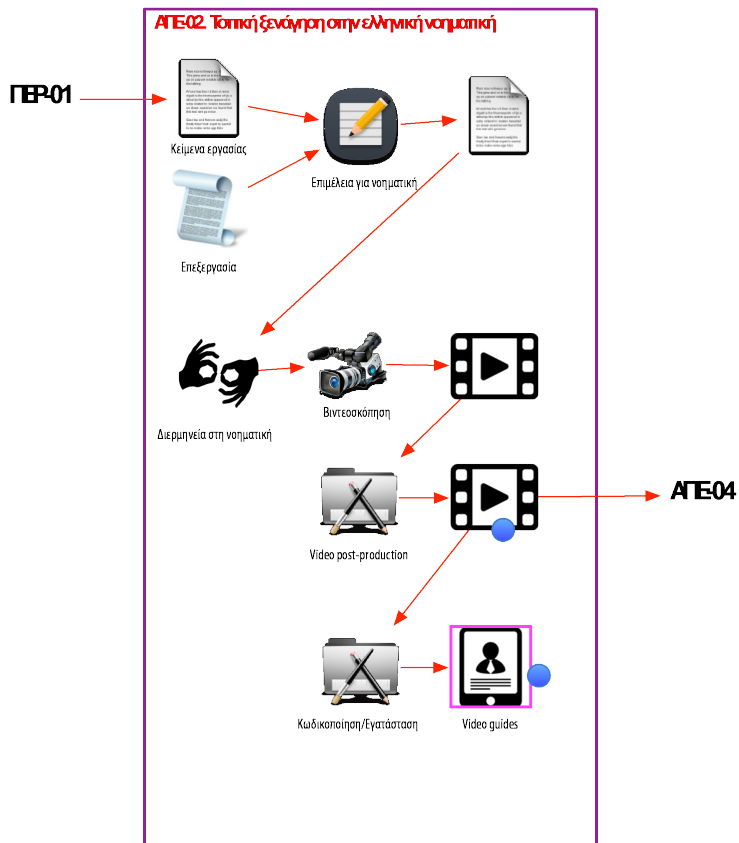 ΑΠΕ-02. Τοπική ξενάγηση στην ελληνική νοηματική
ΠΕΡ-01
Κείμενα εργασίας
Επιμέλεια για νοηματική
Επεξεργασία
Διερμηνεία στη νοηματική
Βιντεοσκόπηση
ΑΠΕ-04
Video post-production
Κωδικοποίηση/Εγατάσταση
Video guides